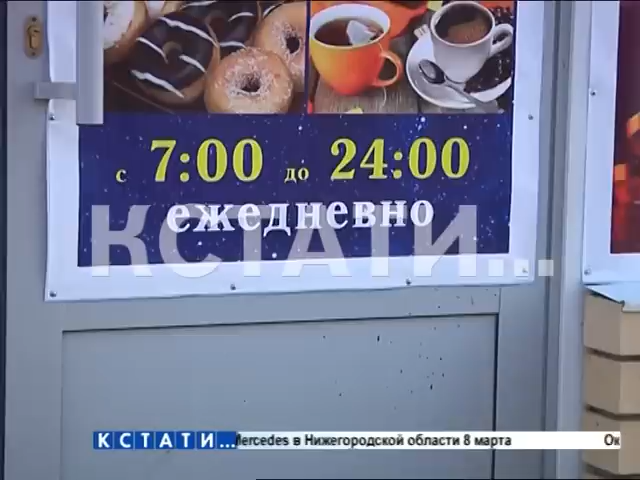 с 7:00 до 24:00
ежедневно
КСТАТИ...
КСТАТИ... Mercedes в Нижегородской области 8 марта